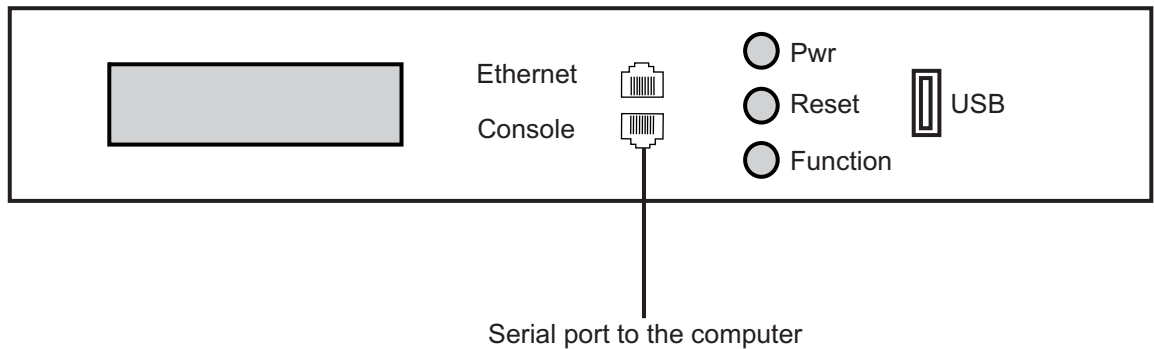 Ethernet
Console
Pwr
Reset
Function
USB
Serial port to the computer